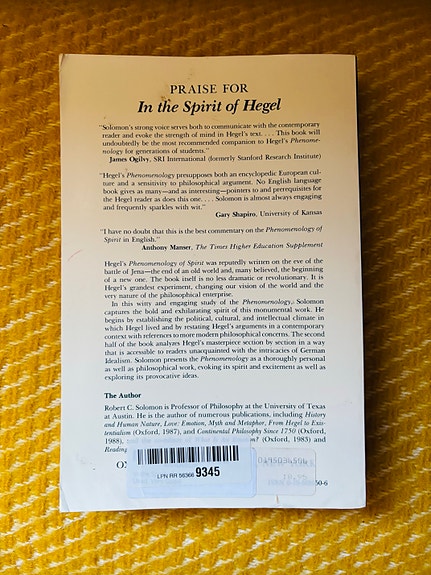 PRAISE FOR
In the Spirit of Hegel
"Solomon's strong voice serves both to communicate with the contemporary
reader and evoke the strength of mind in Hegel's text. . . . This book will
undoubtedly be the most recommended companion to Hegel's Phenome-
nology for generations of students."
James Ogilvy, SRI International (formerly Stanford Research Institute)
"Hegel's Phenomenology presupposes both an encyclopedic European cul-
ture and a sensitivity to philosophical argument. No English language
book gives as many—and as interesting—pointers to and prerequisites for
the Hegel reader as does this one. . . . Solomon is almost always engaging
and frequently sparkles with wit."
Gary Shapiro, University of Kansas
"I have no doubt that this is the best commentary on the Phenomenology of
Spirit in English."
Anthony Manser, The Times Higher Education Supplement
Hegel's Phenomenology of Spirit was reputedly written on the eve of the
battle of Jena—the end of an old world and, many believed, the beginning
of a new one. The book itself is no less dramatic or revolutionary. It is
Hegel's grandest experiment, changing our vision of the world and the
very nature of the philosophical enterprise.
In this witty and engaging study of the Phenomenology, Solomon
captures the bold and exhilarating spirit of this monumental work. He
begins by establishing the political, cultural, and intellectual climate in
which Hegel lived and by restating Hegel's arguments in a contemporary
context with references to more modern philosophical concerns. The second
half of the book analyzes Hegel's masterpiece section by section in a way
that is accessible to readers unacquainted with the intricacies of German
Idealism. Solomon presents the Phenomenology as a thoroughly personal
as well as philosophical work, evoking its spirit and excitement as well as
exploring its provocative ideas.
The Author
Robert C. Solomon is Professor of Philosophy at the University of Texas
at Austin. He is the author of numerous publications, including History
and Human Nature, Love: Emotion, Myth and Metaphor, From Hegel to Exis-
tentialism (Oxford, 1987), and Continental Philosophy Since 1750 (Oxford,
1988), (Oxford, 1983) and
Reading
LPN RR 56366 9345
0195036506